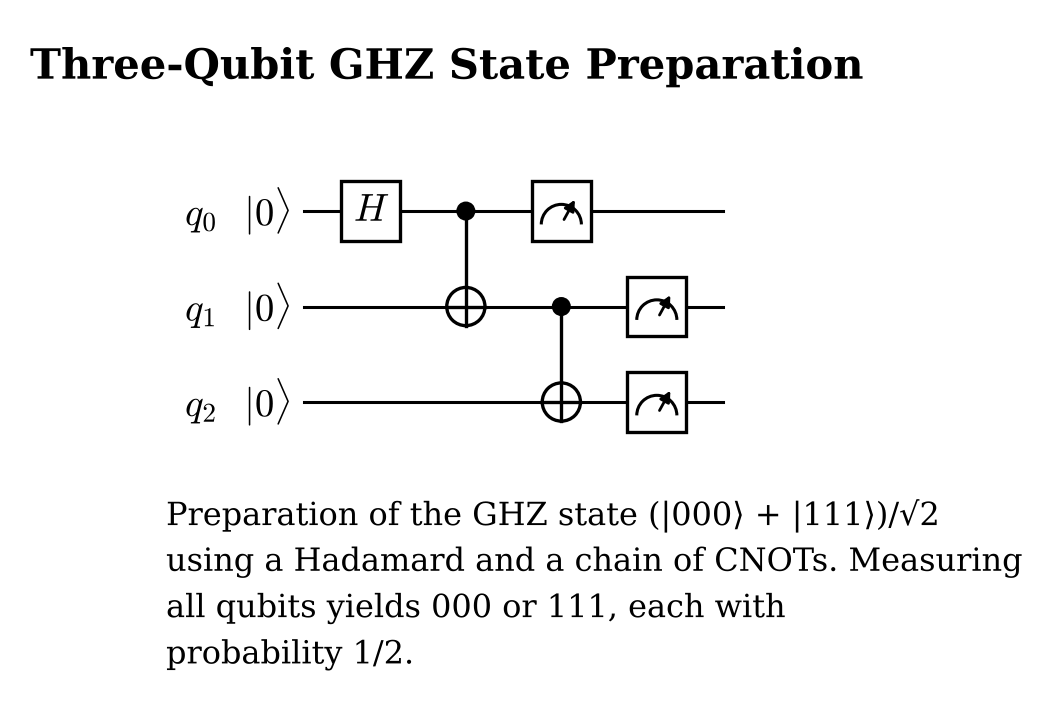 Three-Qubit GHZ State Preparation
q₀ |0⟩ H
q₁ |0⟩
q₂ |0⟩
Preparation of the GHZ state (|000⟩ + |111⟩)/√2
using a Hadamard and a chain of CNOTs. Measuring
all qubits yields 000 or 111, each with
probability 1/2.